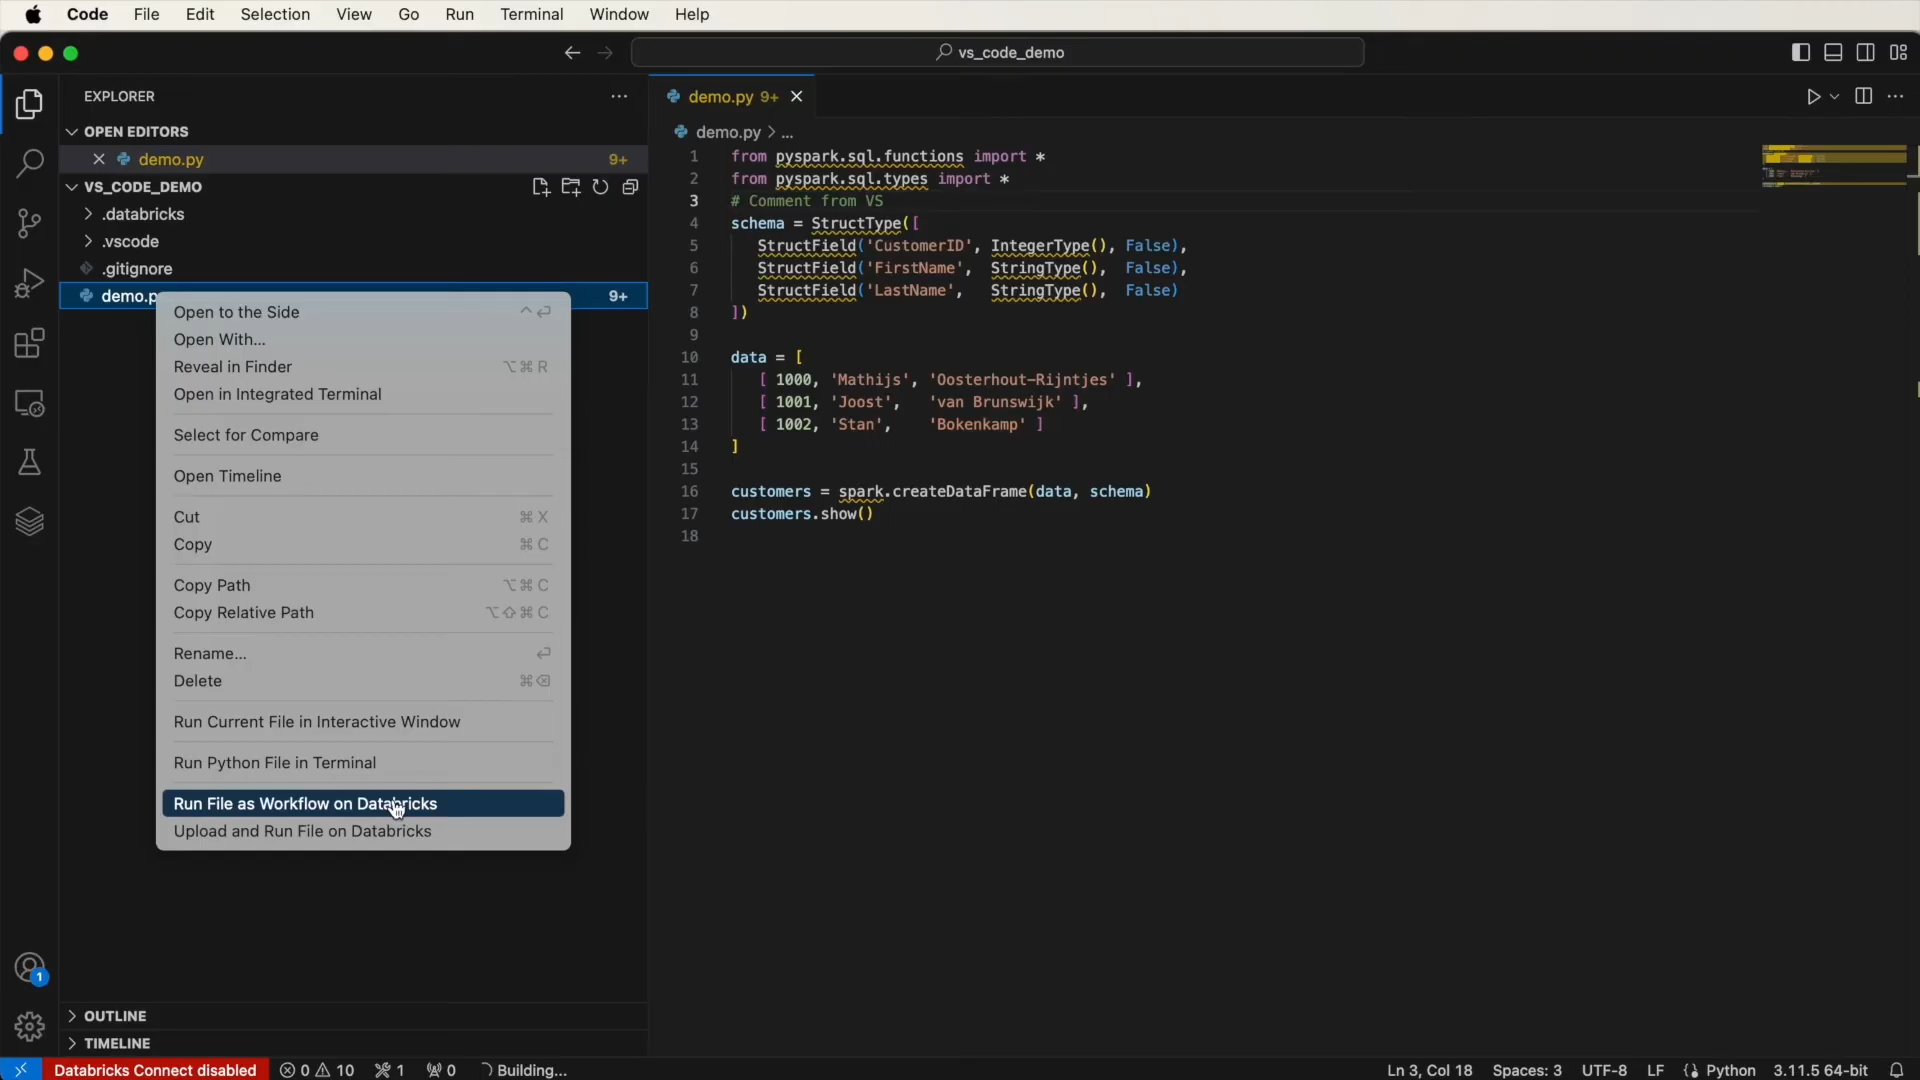 Code File Edit Selection View Go Run Terminal Window Help
vs_code_demo
EXPLORER
OPEN EDITORS
demo.py 9+
VS_CODE_DEMO
.databricks
.vscode
.gitignore
demo.p 9+
Open to the Side ^ ⏎
Open With...
Reveal in Finder ⌥⌘R
Open in Integrated Terminal
Select for Compare
Open Timeline
Cut ⌘X
Copy ⌘C
Copy Path ⌥⌘C
Copy Relative Path ⌥⇧⌘C
Rename... ⏎
Delete ⌘⌫
Run Current File in Interactive Window
Run Python File in Terminal
Run File as Workflow on Databricks
Upload and Run File on Databricks
1
OUTLINE
TIMELINE
demo.py 9+
demo.py > ...
1 from pyspark.sql.functions import *
2 from pyspark.sql.types import *
3 # Comment from VS
4 schema = StructType([
5 StructField('CustomerID', IntegerType(), False),
6 StructField('FirstName', StringType(), False),
7 StructField('LastName', StringType(), False)
8 ])
9
10 data = [
11 [ 1000, 'Mathijs', 'Oosterhout-Rijntjes' ],
12 [ 1001, 'Joost', 'van Brunswijk' ],
13 [ 1002, 'Stan', 'Bokenkamp' ]
14 ]
15
16 customers = spark.createDataFrame(data, schema)
17 customers.show()
18
Databricks Connect disabled 0 10 1 0 Building... Ln 3, Col 18 Spaces: 3 UTF-8 LF Python 3.11.5 64-bit